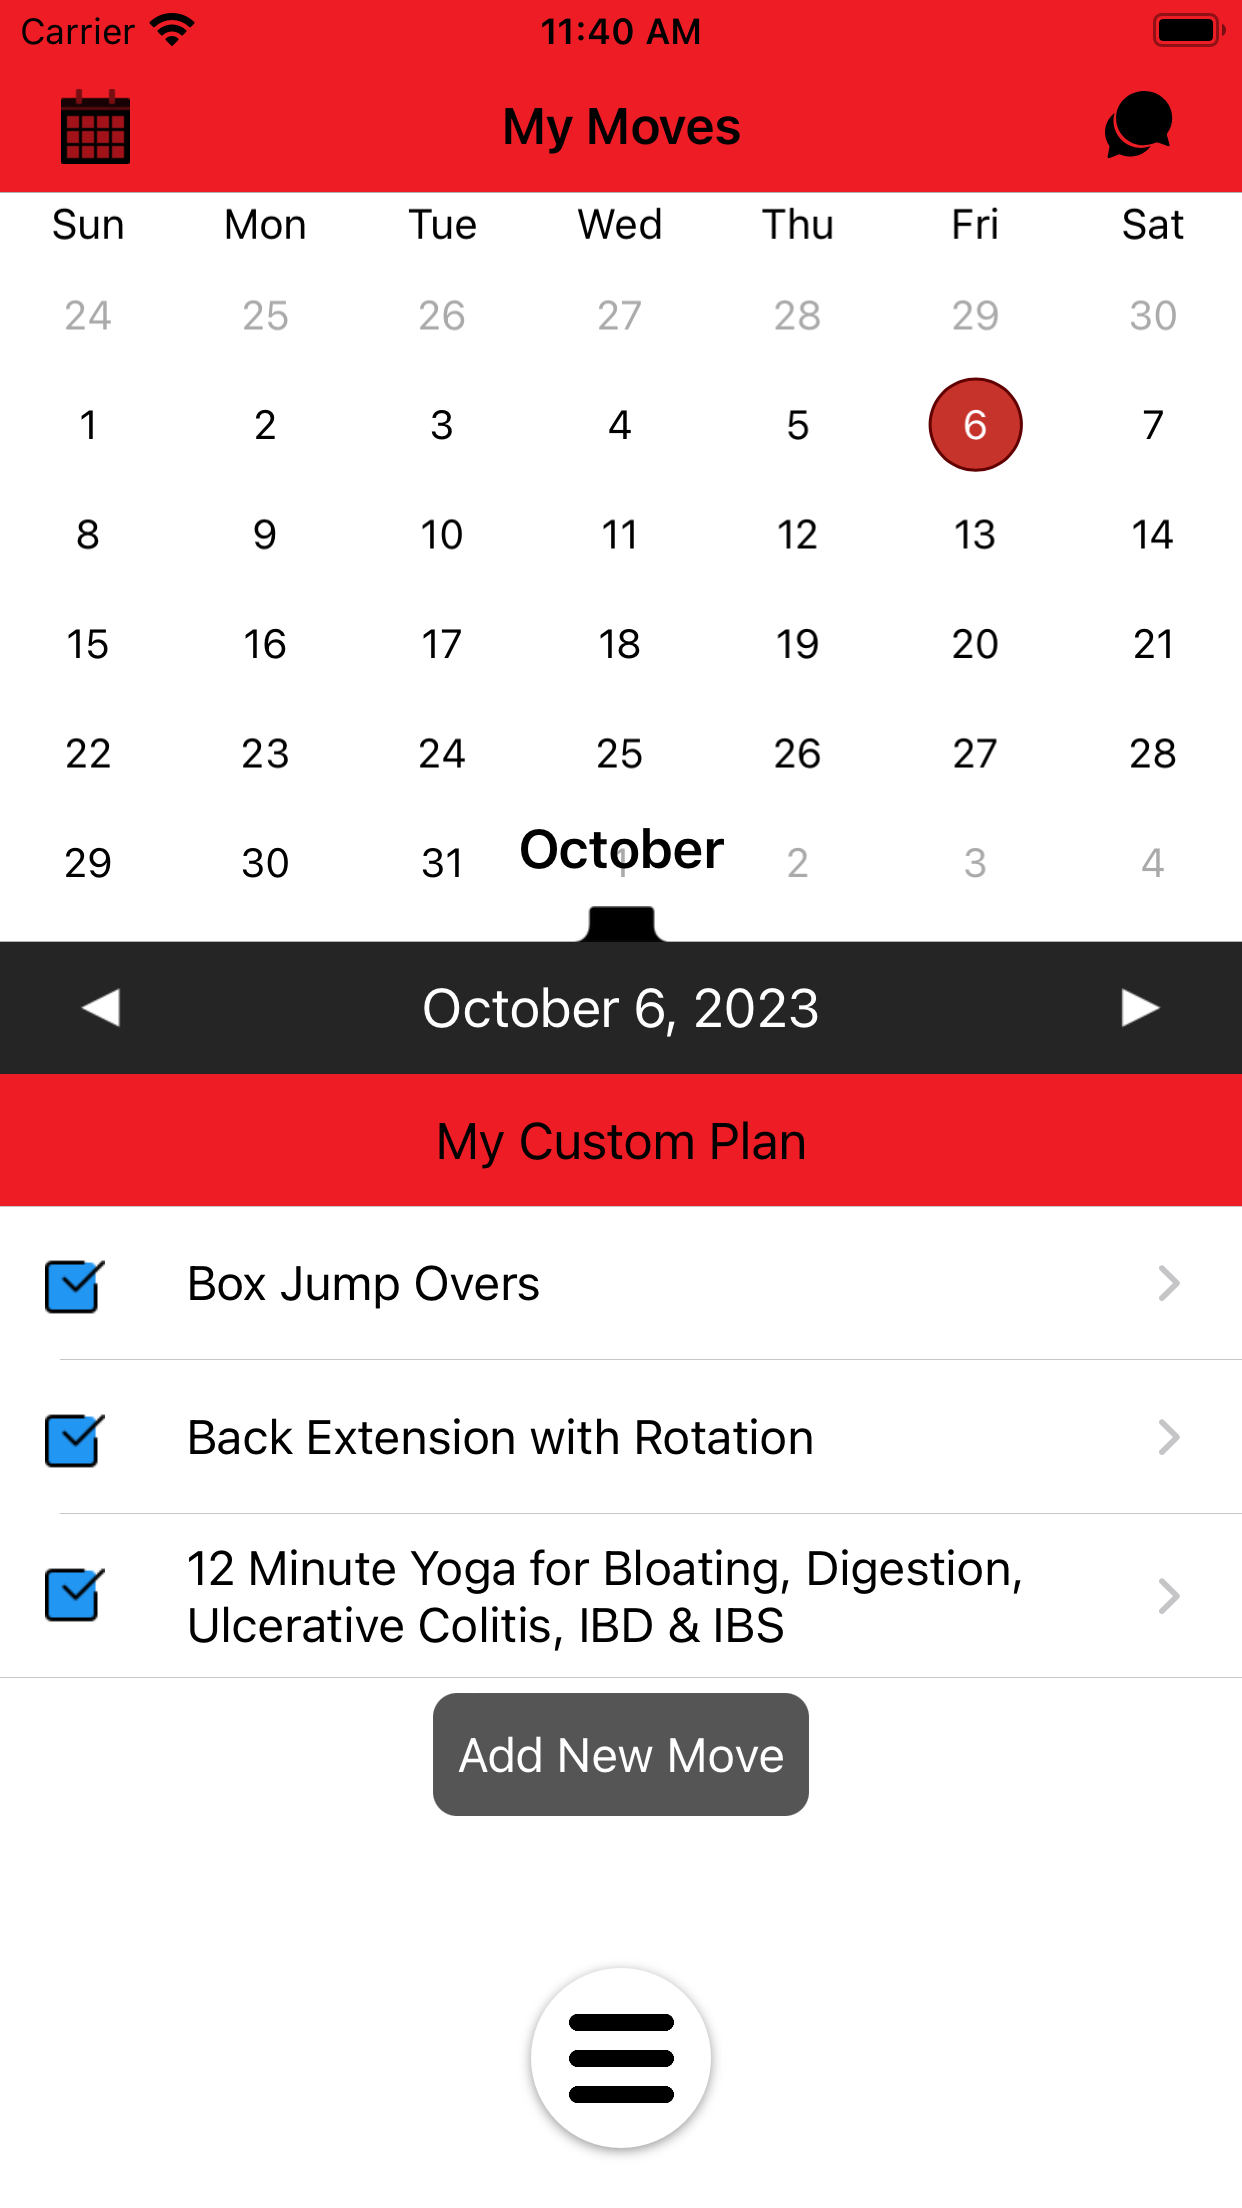 Carrier 11:40 AM
My Moves
Sun Mon Tue Wed Thu Fri Sat
24 25 26 27 28 29 30
1 2 3 4 5 6 7
8 9 10 11 12 13 14
15 16 17 18 19 20 21
22 23 24 25 26 27 28
29 30 31 1 2 3 4
October
October 6, 2023
My Custom Plan
Box Jump Overs
Back Extension with Rotation
12 Minute Yoga for Bloating, Digestion,
Ulcerative Colitis, IBD & IBS
Add New Move